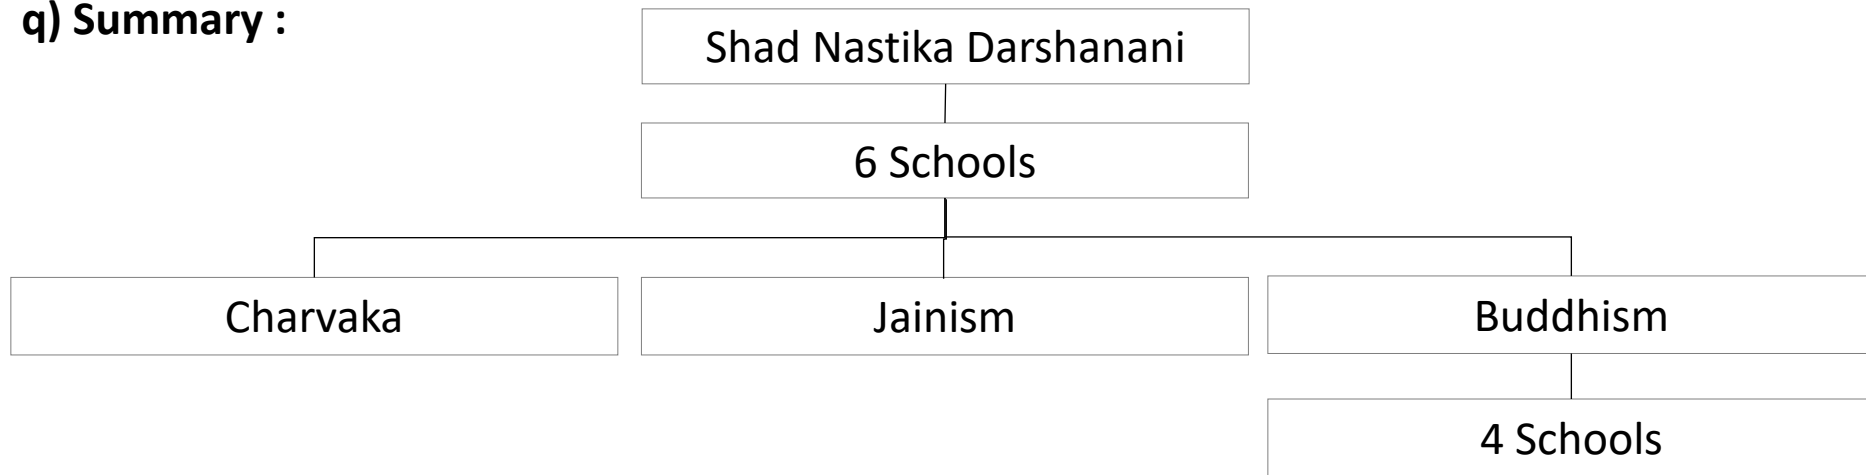 q) Summary :
Shad Nastika Darshanani
6 Schools
Charvaka
Jainism
Buddhism
4 Schools